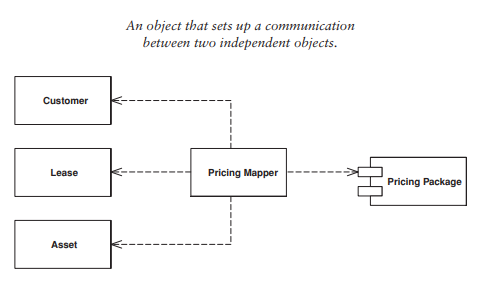 An object that sets up a communication
between two independent objects.
Customer
Lease
Pricing Mapper
Pricing Package
Asset